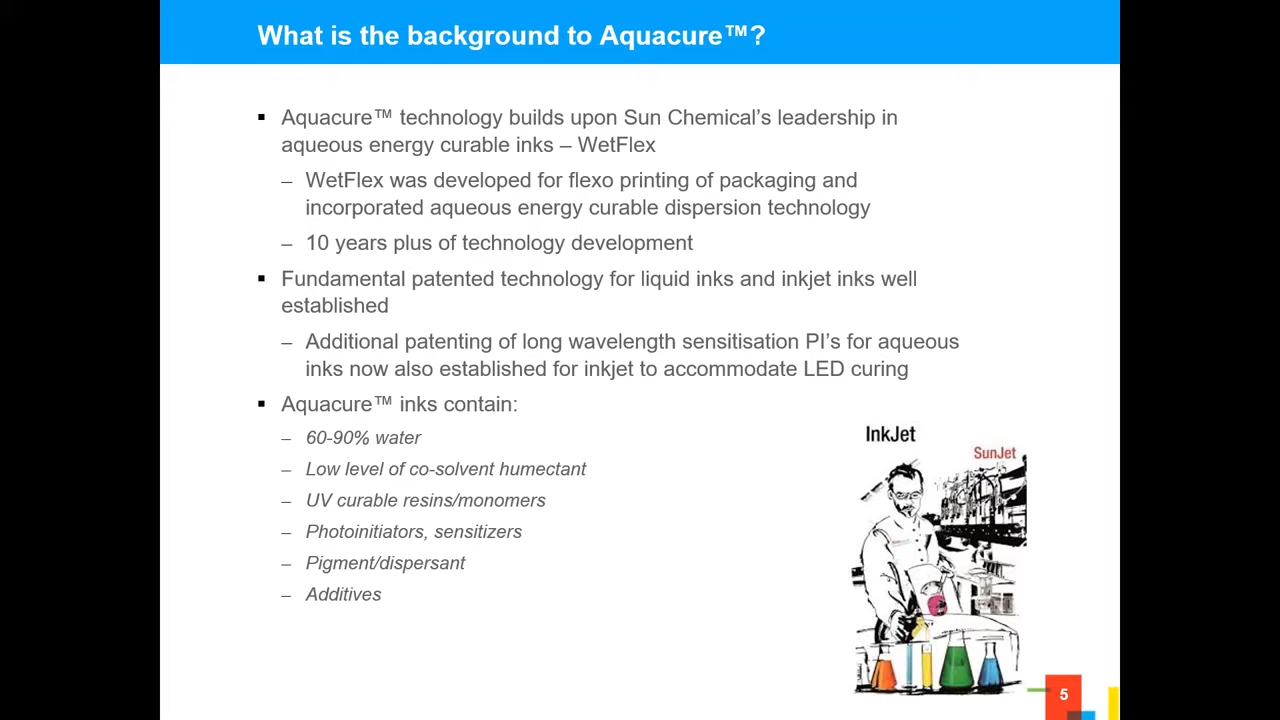 What is the background to Aquacure™?
▪ Aquacure™ technology builds upon Sun Chemical's leadership in
aqueous energy curable inks – WetFlex
– WetFlex was developed for flexo printing of packaging and
incorporated aqueous energy curable dispersion technology
– 10 years plus of technology development
▪ Fundamental patented technology for liquid inks and inkjet inks well
established
– Additional patenting of long wavelength sensitisation PI's for aqueous
inks now also established for inkjet to accommodate LED curing
▪ Aquacure™ inks contain:
– 60-90% water
– Low level of co-solvent humectant
– UV curable resins/monomers
– Photoinitiators, sensitizers
– Pigment/dispersant
– Additives
InkJet
SunJet
5